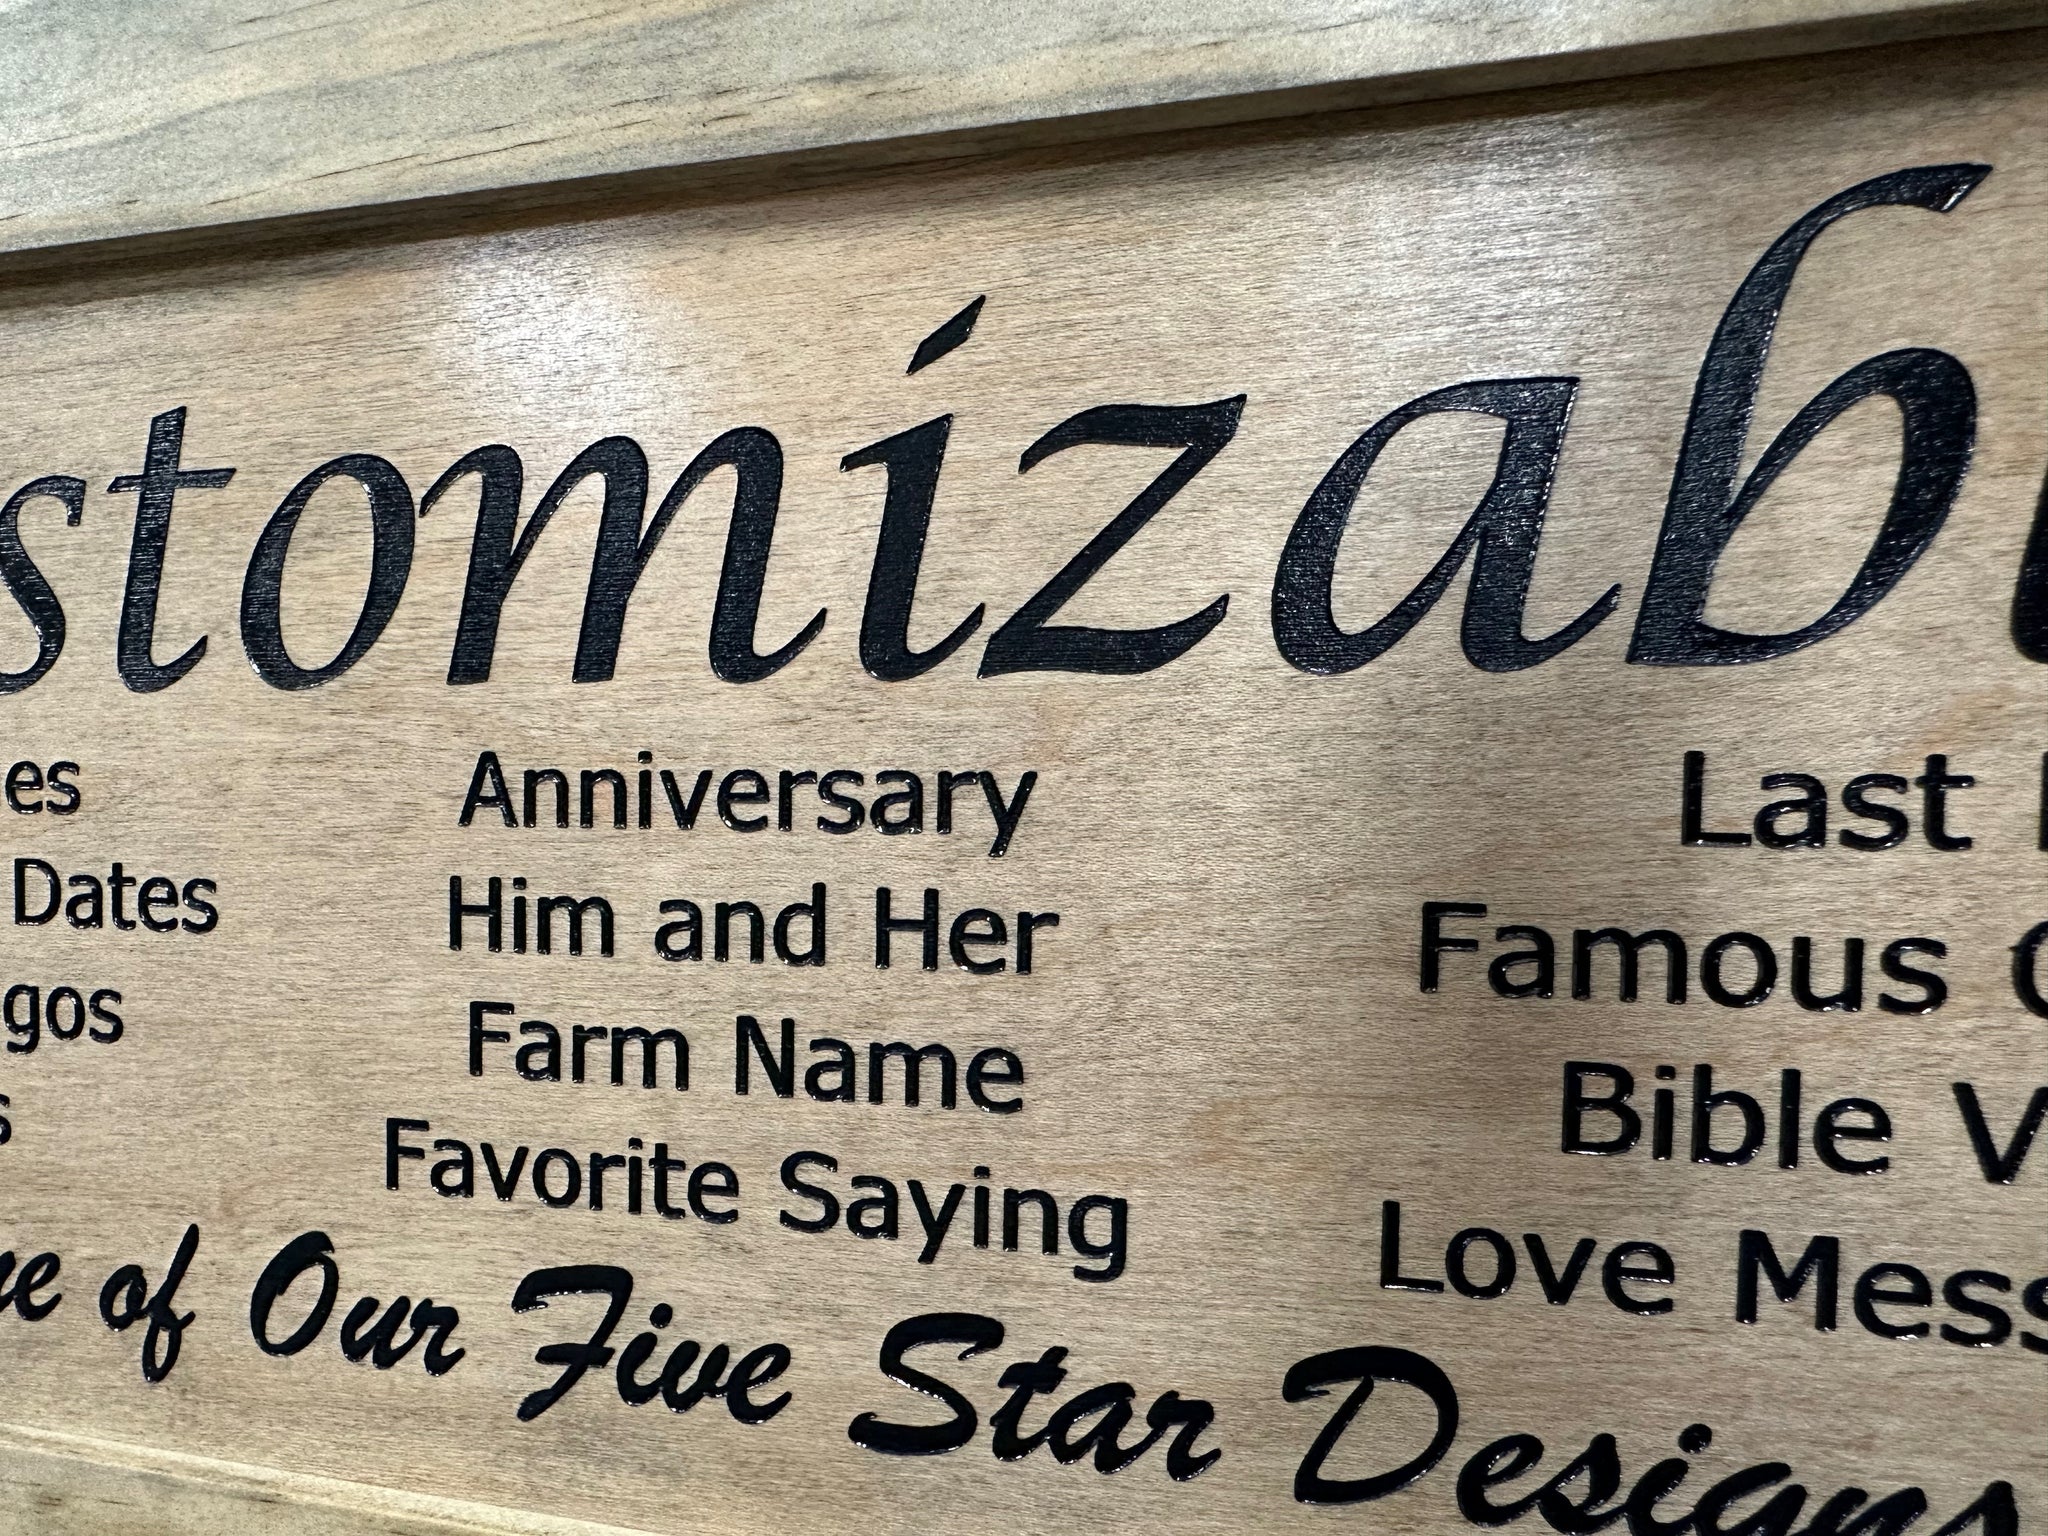 stomizab
es Anniversary Last
Dates Him and Her Famous
gos Farm Name Bible V
s Favorite Saying Love Mess
of Our Five Star Designs